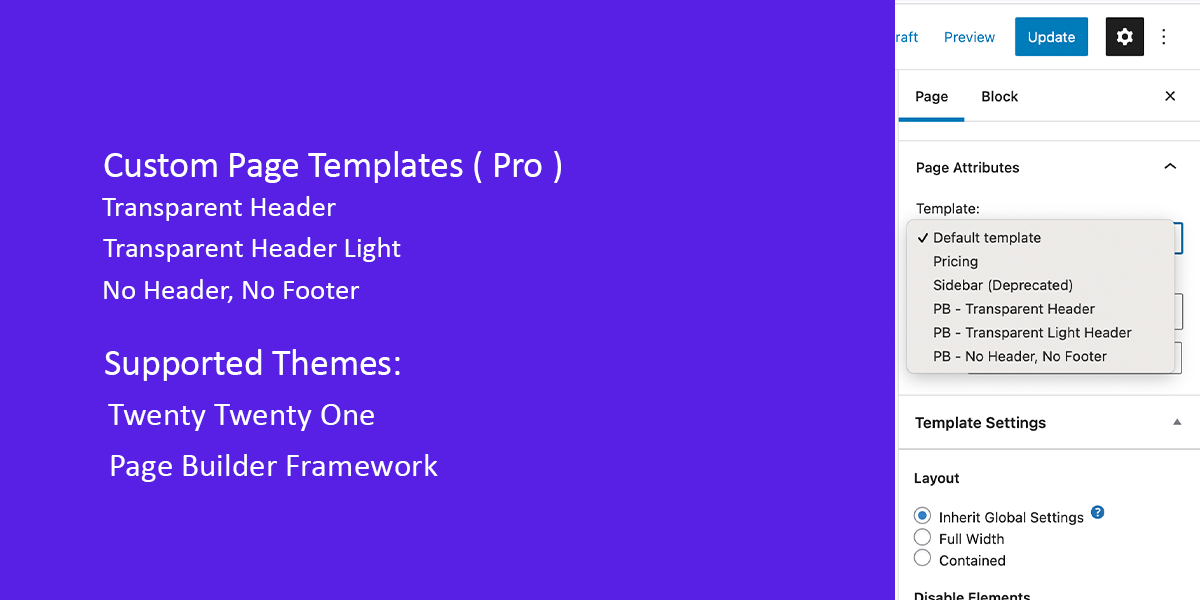 Custom Page Templates ( Pro )
Transparent Header
Transparent Header Light
No Header, No Footer
Supported Themes:
Twenty Twenty One
Page Builder Framework
raft Preview Update
Page Block
Page Attributes
Template:
Default template
Pricing
Sidebar (Deprecated)
PB - Transparent Header
PB - Transparent Light Header
PB - No Header, No Footer
Template Settings
Layout
Inherit Global Settings ?
Full Width
Contained
Disable Elements